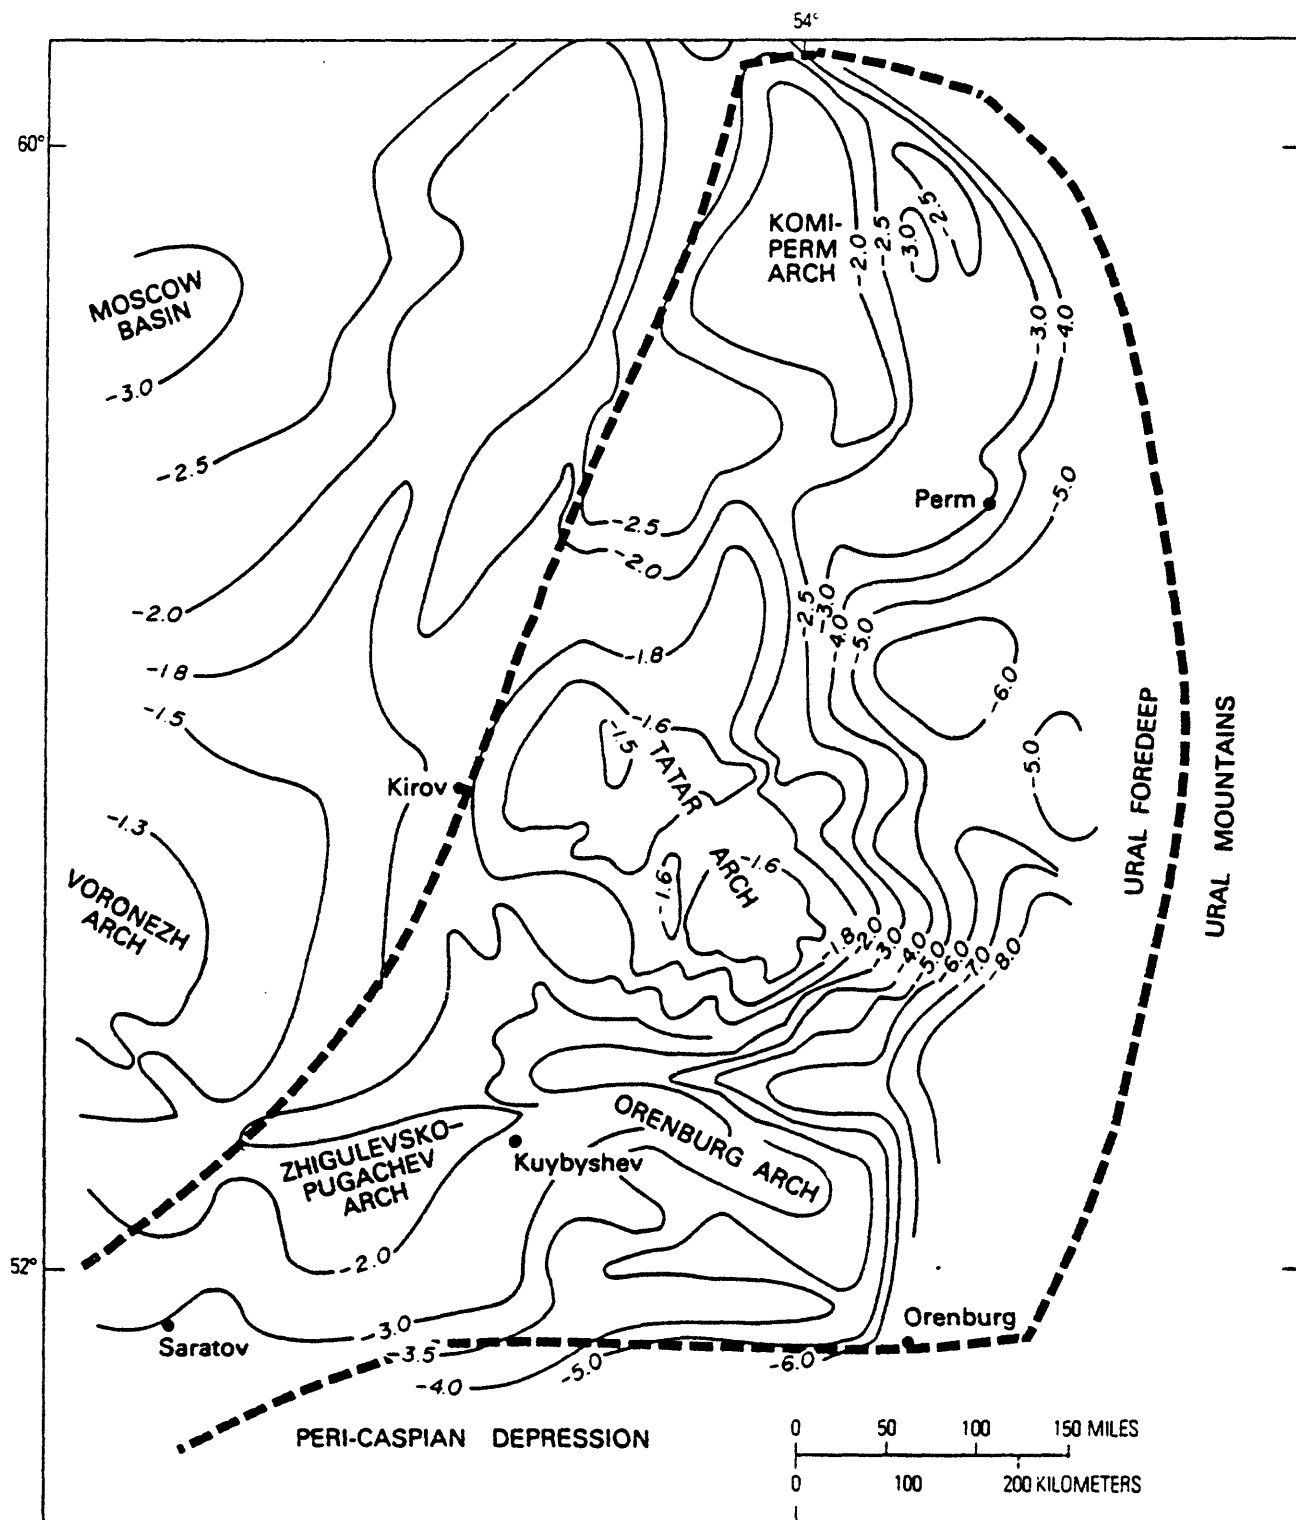 54°
60°
KOMI-
PERM
ARCH
-2.0
-2.5
-3.0
-2.5
MOSCOW
BASIN
-3.0
-3.0
-4.0
-2.5
Perm
-5.0
-2.5
-2.0
-2.0
-2.5
-3.0
-4.0
-5.0
-1.8
-1.8
-6.0
-1.5
-1.6
-1.5
TATAR
ARCH
-5.0
URAL FOREDEEP
URAL MOUNTAINS
Kirov
-1.3
-1.6
-1.6
VORONEZH
ARCH
-1.8
-2.0
-3.0
-4.0
-5.0
-6.0
-7.0
-8.0
ORENBURG ARCH
ZHIGULEVSKO-
PUGACHEV
ARCH
Kuybyshev
52°
-2.0
Saratov
-3.0
Orenburg
-3.5
-4.0
-5.0
-6.0
PERI-CASPIAN DEPRESSION
0 50 100 150 MILES
0 100 200 KILOMETERS